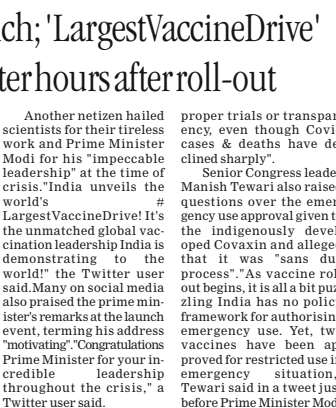 ch; 'LargestVaccineDrive'
ter hours after roll-out
Another netizen hailed
scientists for their tireless
work and Prime Minister
Modi for his "impeccable
leadership" at the time of
crisis."India unveils the
world's #
LargestVaccineDrive! It's
the unmatched global vac-
cination leadership India is
demonstrating to the
world!" the Twitter user
said.Many on social media
also praised the prime min-
ister's remarks at the launch
event, terming his address
"motivating"."Congratulations
Prime Minister for your in-
credible leadership
throughout the crisis," a
Twitter user said.
proper trials or transpar
ency, even though Covi
cases & deaths have de
clined sharply".
Senior Congress leade
Manish Tewari also raise
questions over the emer
gency use approval given t
the indigenously devel
oped Covaxin and allege
that it was "sans du
process"."As vaccine rol
out begins, it is all a bit puz
zling India has no polic
framework for authorisin
emergency use. Yet, tw
vaccines have been ap
proved for restricted use i
emergency situation,
Tewari said in a tweet jus
before Prime Minister Mod